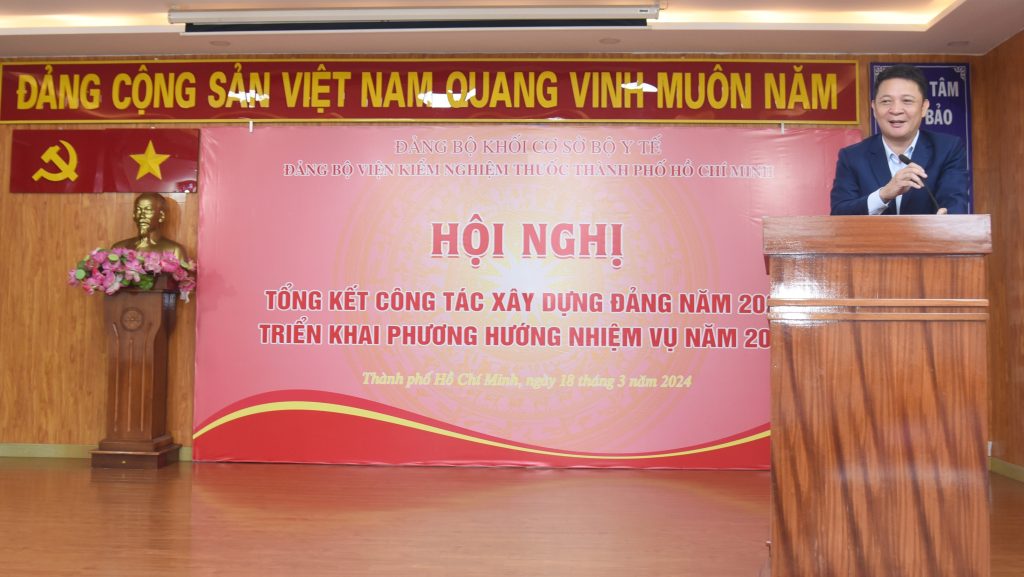 ĐẢNG CỘNG SẢN VIỆT NAM QUANG VINH MUÔN NĂM
TÂM
BẢO
ĐẢNG BỘ KHỐI CƠ SỞ BỘ Y TẾ
ĐẢNG BỘ VIỆN KIỂM NGHIỆM THUỐC THÀNH PHỐ HỒ CHÍ MINH
HỘI NGHỊ
TỔNG KẾT CÔNG TÁC XÂY DỰNG ĐẢNG NĂM
TRIỂN KHAI PHƯƠNG HƯỚNG NHIỆM VỤ NĂM
Thành phố Hồ Chí Minh, ngày 18 tháng 3 năm 2024